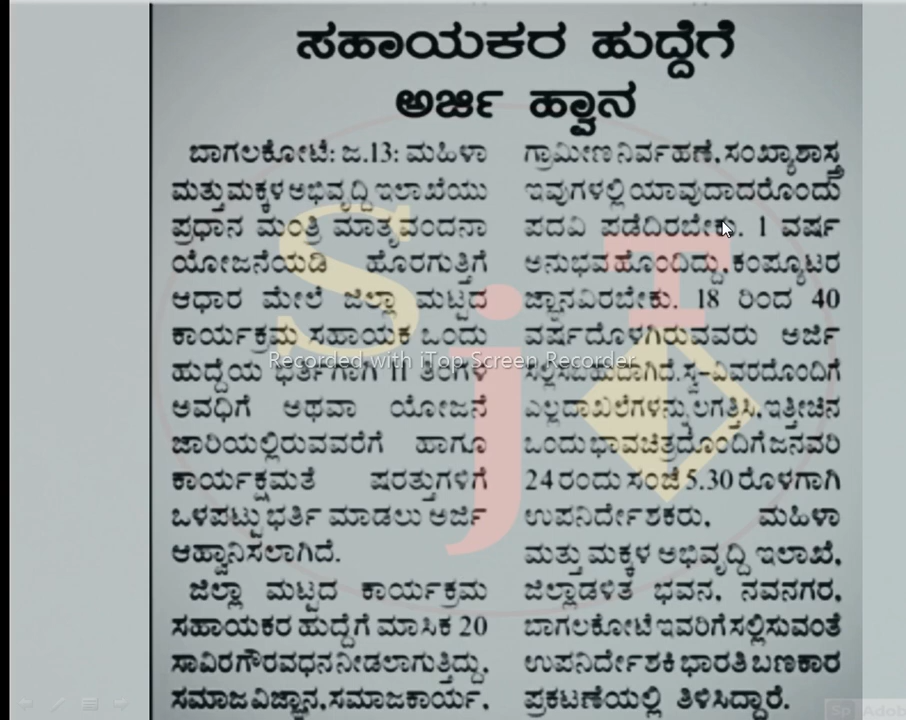 ಸಹಾಯಕರ ಹುದ್ದೆಗೆ
ಅರ್ಜಿ ಹ್ವಾನ
ಬಾಗಲಕೋಟೆ: ಜ.13: ಮಹಿಳಾ
ಮತ್ತು ಮಕ್ಕಳ ಅಭಿವೃದ್ಧಿ ಇಲಾಖೆಯು
ಪ್ರಧಾನ ಮಂತ್ರಿ ಮಾತೃವಂದನಾ
ಯೋಜನೆಯಡಿ ಹೊರಗುತ್ತಿಗೆ
ಆಧಾರ ಮೇಲೆ ಜಿಲ್ಲಾ ಮಟ್ಟದ
ಕಾರ್ಯಕ್ರಮ ಸಹಾಯಕ ಒಂದು
ಹುದ್ದೆಯ ಭರ್ತಿಗಾಗಿ 11 ತಿಂಗಳ
ಅವಧಿಗೆ ಅಥವಾ ಯೋಜನೆ
ಜಾರಿಯಲ್ಲಿರುವವರೆಗೆ ಹಾಗೂ
ಕಾರ್ಯಕ್ಷಮತೆ ಷರತ್ತುಗಳಿಗೆ
ಒಳಪಟ್ಟು ಭರ್ತಿ ಮಾಡಲು ಅರ್ಜಿ
ಆಹ್ವಾನಿಸಲಾಗಿದೆ.
ಜಿಲ್ಲಾ ಮಟ್ಟದ ಕಾರ್ಯಕ್ರಮ
ಸಹಾಯಕರ ಹುದ್ದೆಗೆ ಮಾಸಿಕ 20
ಸಾವಿರ ಗೌರವಧನ ನೀಡಲಾಗುತ್ತಿದ್ದು,
ಸಮಾಜ ವಿಜ್ಞಾನ, ಸಮಾಜಕಾರ್ಯ,
ಗ್ರಾಮೀಣ ನಿರ್ವಹಣೆ, ಸಂಖ್ಯಾಶಾಸ್ತ್ರ
ಇವುಗಳಲ್ಲಿ ಯಾವುದಾದರೊಂದು
ಪದವಿ ಪಡೆದಿರಬೇಕು. 1 ವರ್ಷ
ಅನುಭವ ಹೊಂದಿದ್ದು, ಕಂಪ್ಯೂಟರ
ಜ್ಞಾನವಿರಬೇಕು. 18 ರಿಂದ 40
ವರ್ಷದೊಳಗಿರುವವರು ಅರ್ಜಿ
ಸಲ್ಲಿಸಬಹುದಾಗಿದೆ. ಸ್ವ-ವಿವರದೊಂದಿಗೆ
ಎಲ್ಲ ದಾಖಲೆಗಳನ್ನು ಲಗತ್ತಿಸಿ, ಇತ್ತೀಚಿನ
ಒಂದು ಭಾವಚಿತ್ರದೊಂದಿಗೆ ಜನವರಿ
24 ರಂದು ಸಂಜೆ 5.30 ರೊಳಗಾಗಿ
ಉಪನಿರ್ದೇಶಕರು, ಮಹಿಳಾ
ಮತ್ತು ಮಕ್ಕಳ ಅಭಿವೃದ್ಧಿ ಇಲಾಖೆ,
ಜಿಲ್ಲಾಡಳಿತ ಭವನ, ನವನಗರ,
ಬಾಗಲಕೋಟೆ ಇವರಿಗೆ ಸಲ್ಲಿಸುವಂತೆ
ಉಪನಿರ್ದೇಶಕಿ ಭಾರತಿ ಬಣಕಾರ
ಪ್ರಕಟಣೆಯಲ್ಲಿ ತಿಳಿಸಿದ್ದಾರೆ.
Recorded with iTop Screen Recorder
S j T